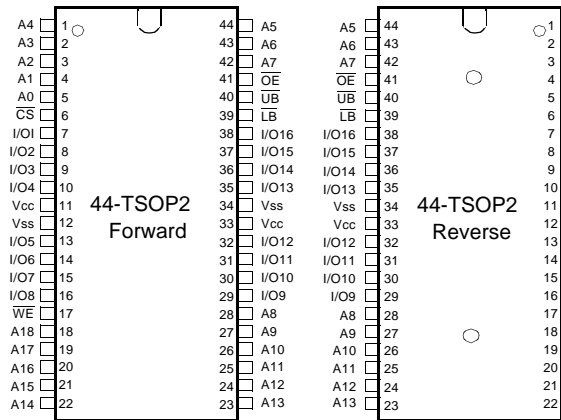 A4 1 44 A5 A5 44 1
A3 2 43 A6 A6 43 2
A2 3 42 A7 A7 42 3
A1 4 41 OE OE 41 4
A0 5 40 UB UB 40 5
CS 6 39 LB LB 39 6
I/OI 7 38 I/O16 I/O16 38 7
I/O2 8 37 I/O15 I/O15 37 8
I/O3 9 36 I/O14 I/O14 36 9
I/O4 10 35 I/O13 I/O13 35 10
Vcc 11 44-TSOP2 34 Vss Vss 34 44-TSOP2 11
Vss 12 Forward 33 Vcc Vcc 33 Reverse 12
I/O5 13 32 I/O12 I/O12 32 13
I/O6 14 31 I/O11 I/O11 31 14
I/O7 15 30 I/O10 I/O10 30 15
I/O8 16 29 I/O9 I/O9 29 16
WE 17 28 A8 A8 28 17
A18 18 27 A9 A9 27 18
A17 19 26 A10 A10 26 19
A16 20 25 A11 A11 25 20
A15 21 24 A12 A12 24 21
A14 22 23 A13 A13 23 22